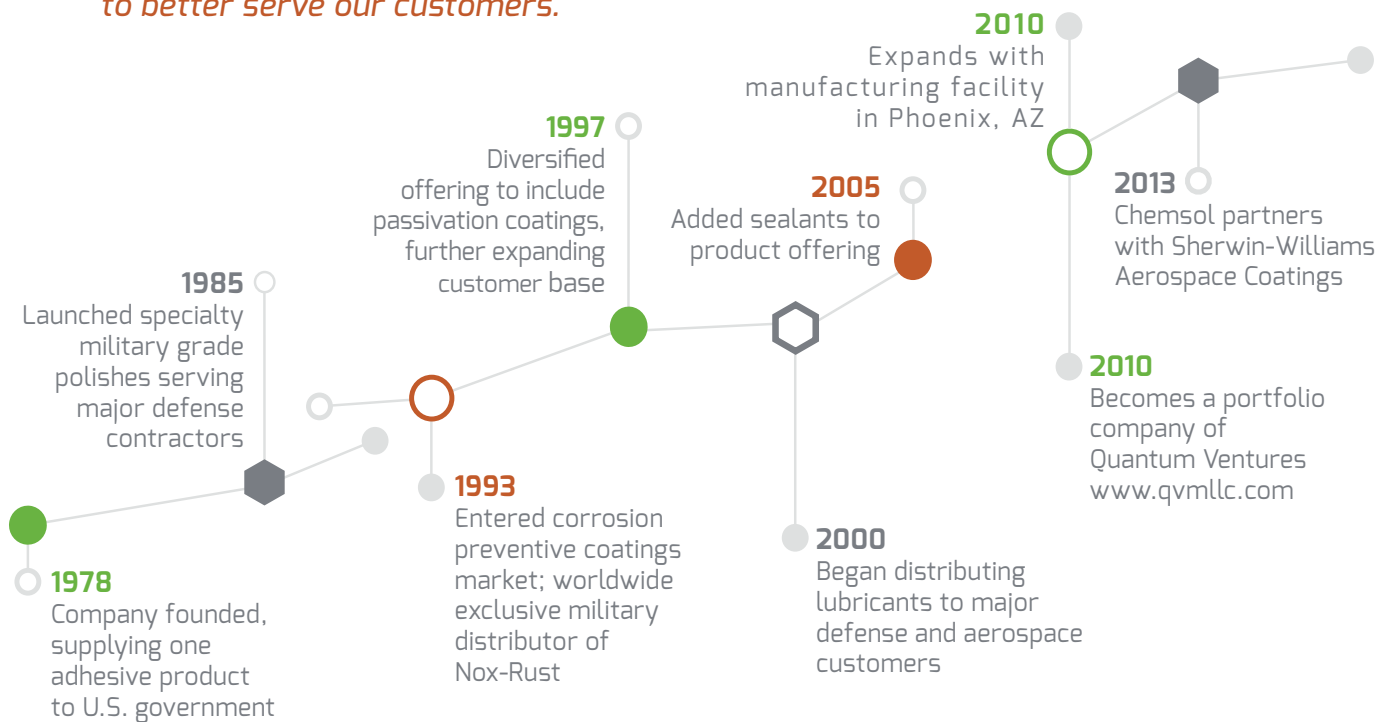 to better serve our customers.
1978
Company founded,
supplying one
adhesive product
to U.S. government
1985
Launched specialty
military grade
polishes serving
major defense
contractors
1993
Entered corrosion
preventive coatings
market; worldwide
exclusive military
distributor of
Nox-Rust
1997
Diversified
offering to include
passivation coatings,
further expanding
customer base
2000
Began distributing
lubricants to major
defense and aerospace
customers
2005
Added sealants to
product offering
2010
Expands with
manufacturing facility
in Phoenix, AZ
2010
Becomes a portfolio
company of
Quantum Ventures
www.qvmllc.com
2013
Chemsol partners
with Sherwin-Williams
Aerospace Coatings